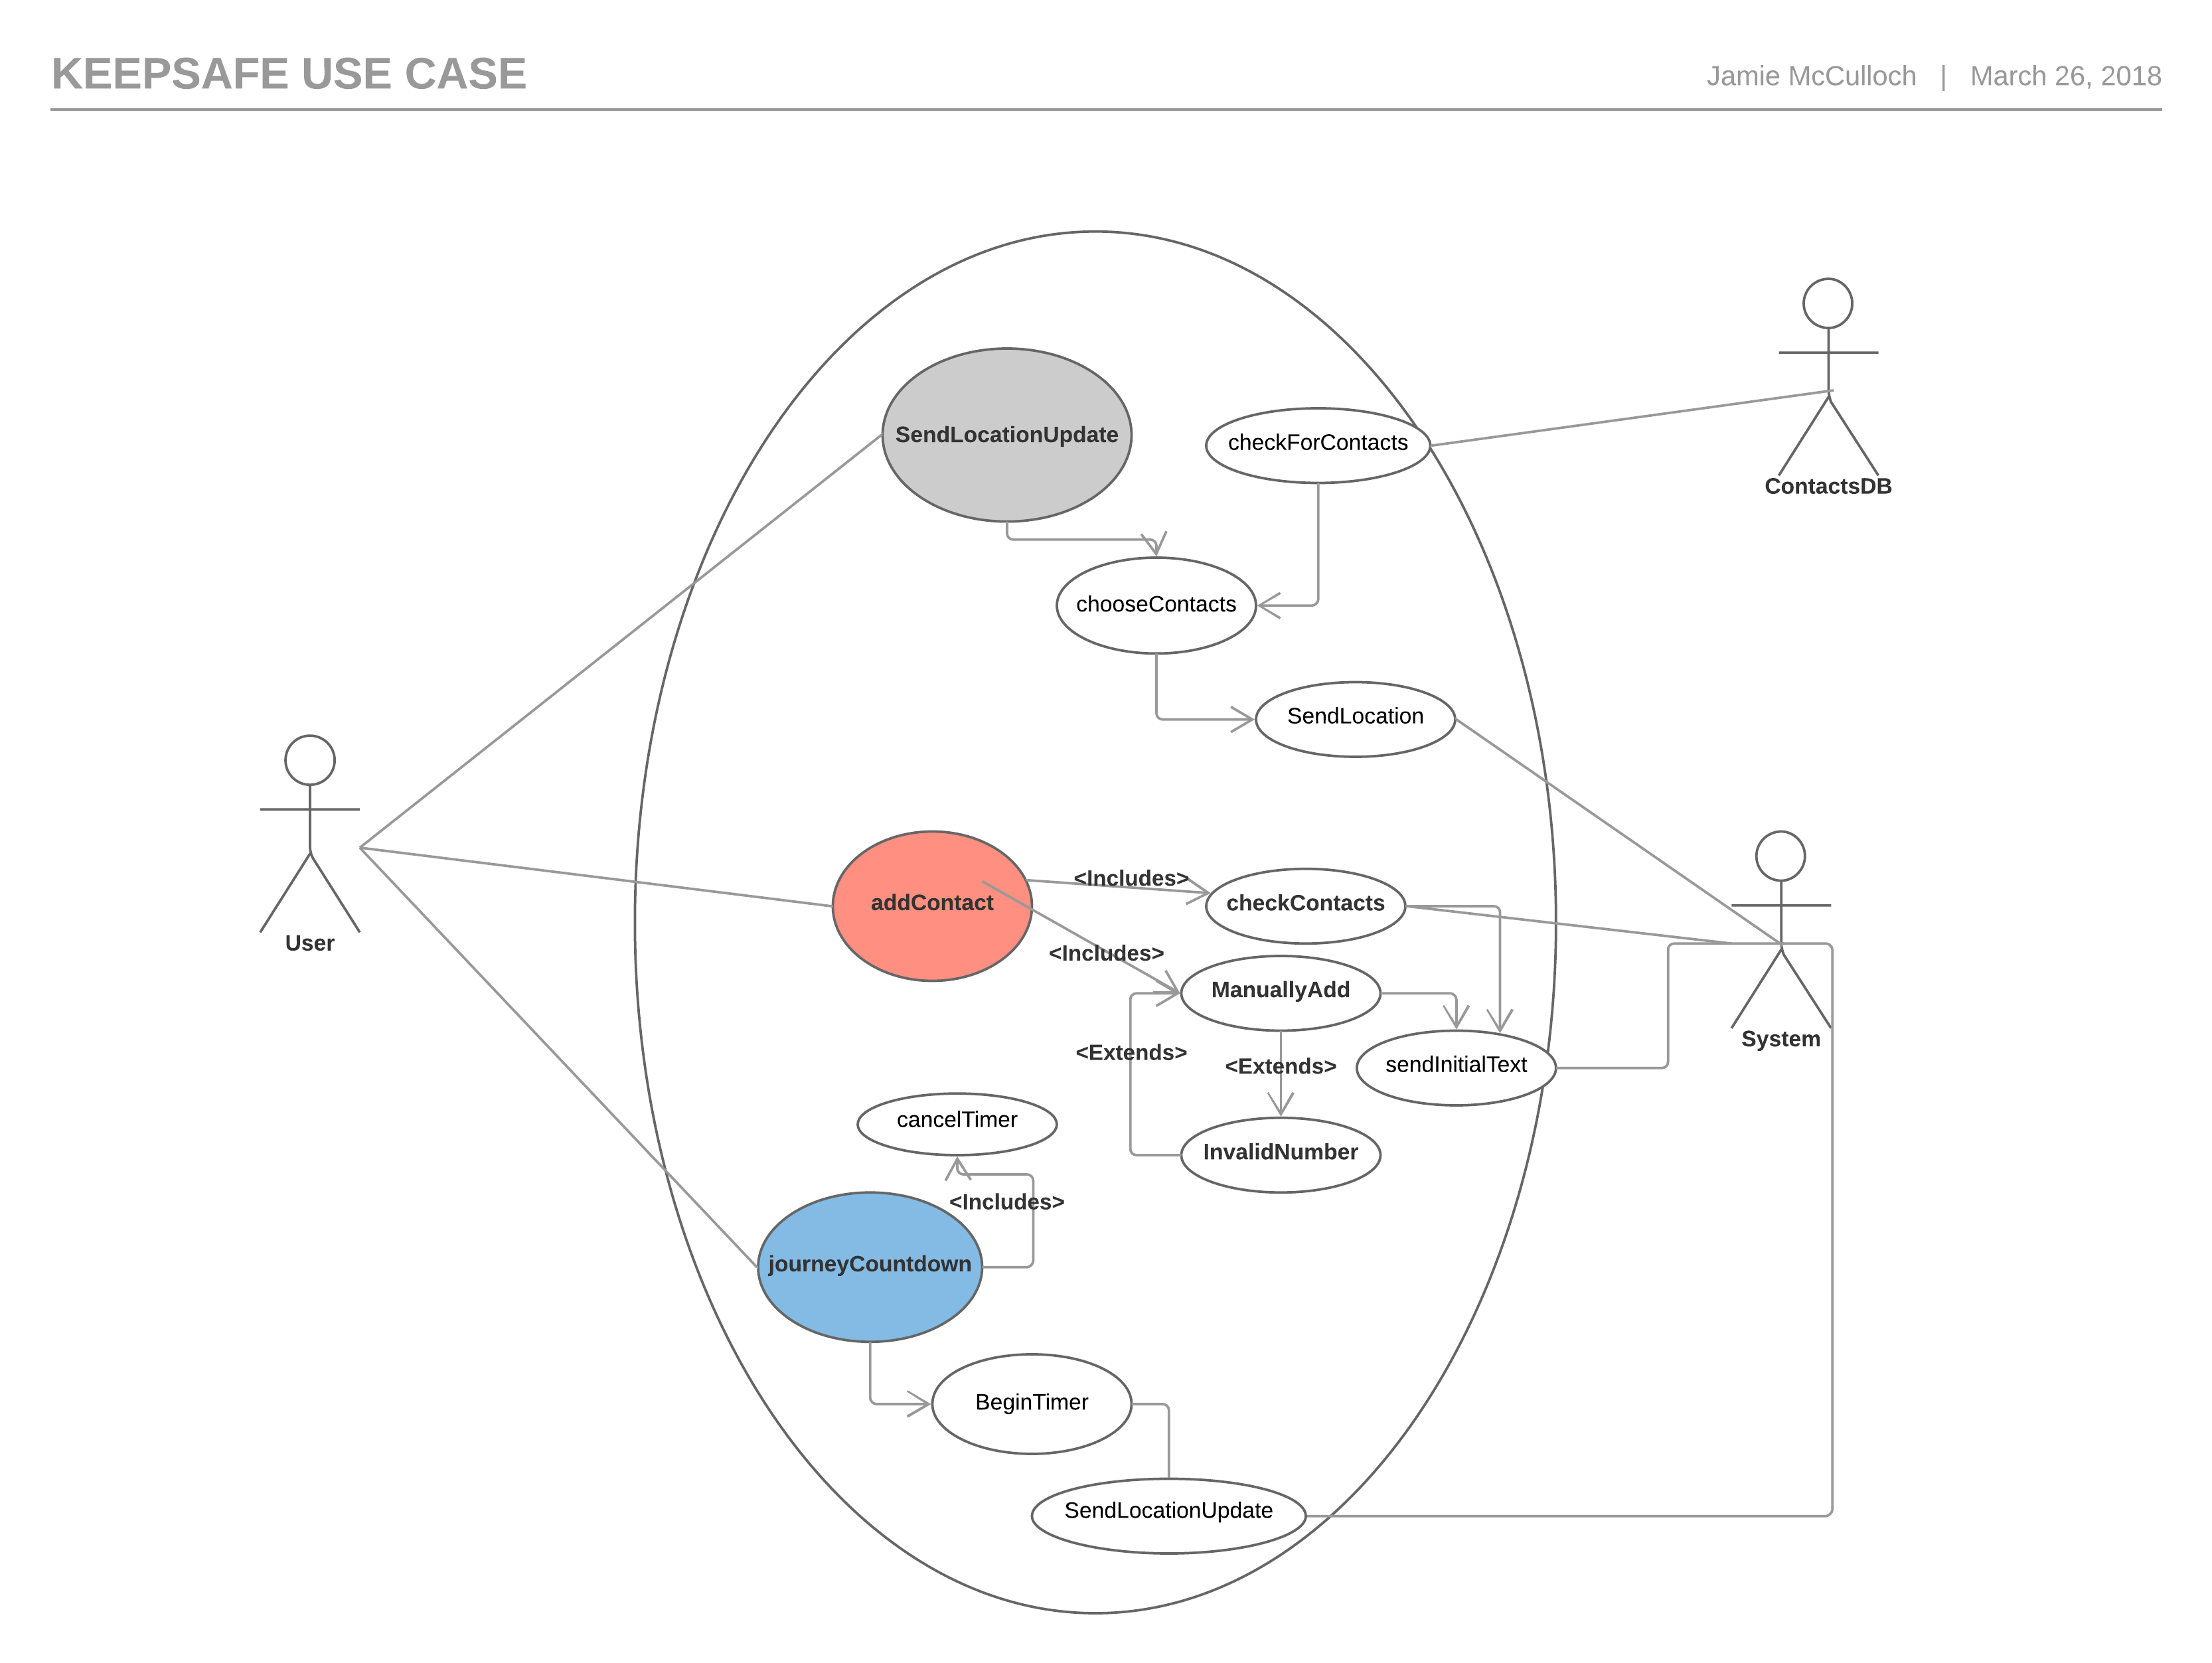 KEEPSAFE USE CASE
Jamie McCulloch | March 26, 2018
SendLocationUpdate
checkForContacts
ContactsDB
chooseContacts
SendLocation
User
addContact
<Includes>
checkContacts
<Includes>
ManuallyAdd
System
<Extends>
<Extends>
sendInitialText
cancelTimer
InvalidNumber
<Includes>
journeyCountdown
BeginTimer
SendLocationUpdate